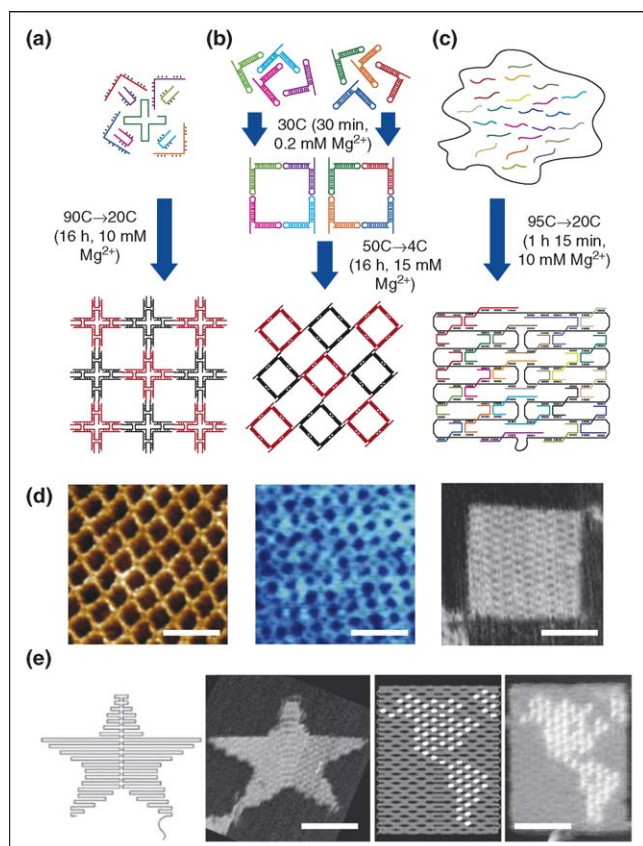 (a)
(b)
(c)
30C (30 min,
0.2 mM Mg²⁺)
90C→20C
(16 h, 10 mM
Mg²⁺)
50C→4C
(16 h, 15 mM
Mg²⁺)
95C→20C
(1 h 15 min,
10 mM Mg²⁺)
(d)
(e)